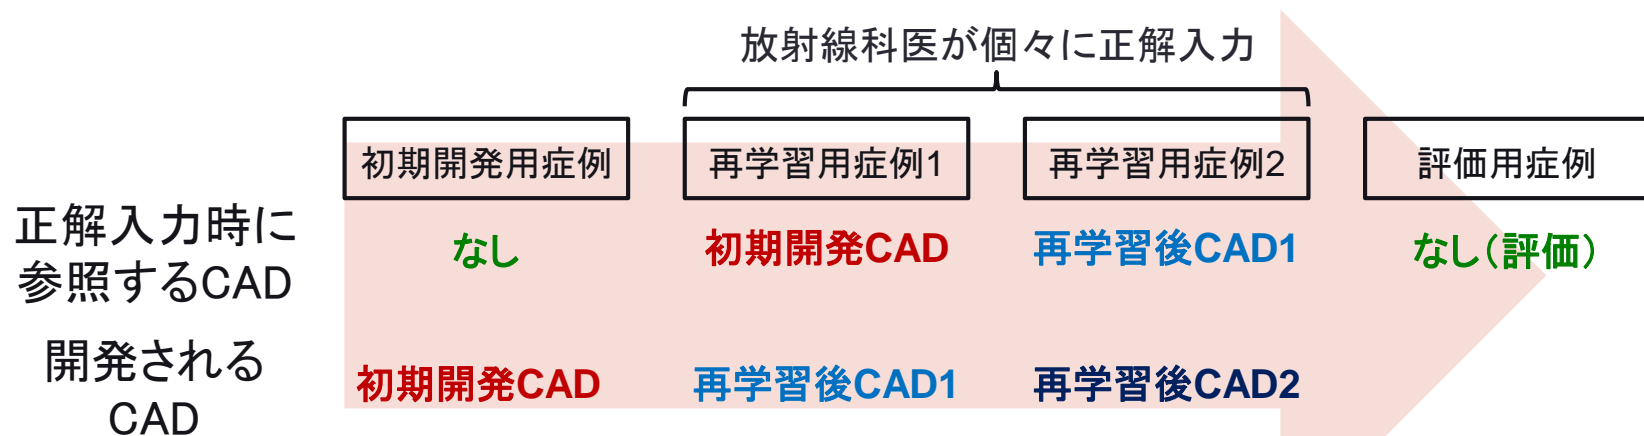 放射線科医が個々に正解入力
初期開発用症例
再学習用症例1
再学習用症例2
評価用症例
正解入力時に
参照するCAD
なし
初期開発CAD
再学習後CAD1
なし（評価）
開発される
CAD
初期開発CAD
再学習後CAD1
再学習後CAD2